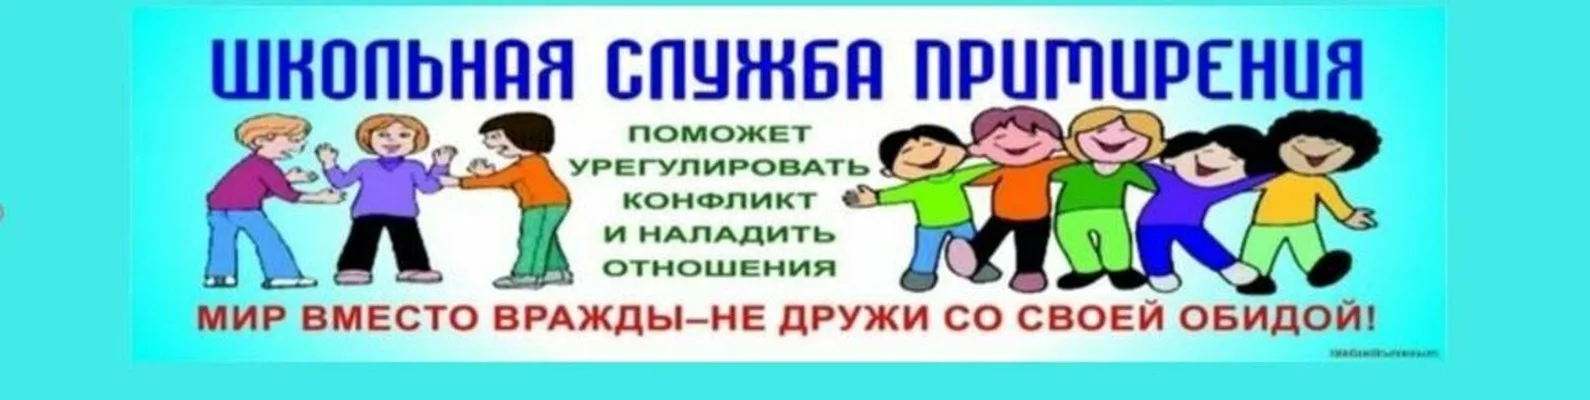 ШКОЛЬНАЯ СЛУЖБА ПРИМИРЕНИЯ
ПОМОЖЕТ
УРЕГУЛИРОВАТЬ
КОНФЛИКТ
И НАЛАДИТЬ
ОТНОШЕНИЯ
МИР ВМЕСТО ВРАЖДЫ–НЕ ДРУЖИ СО СВОЕЙ ОБИДОЙ!